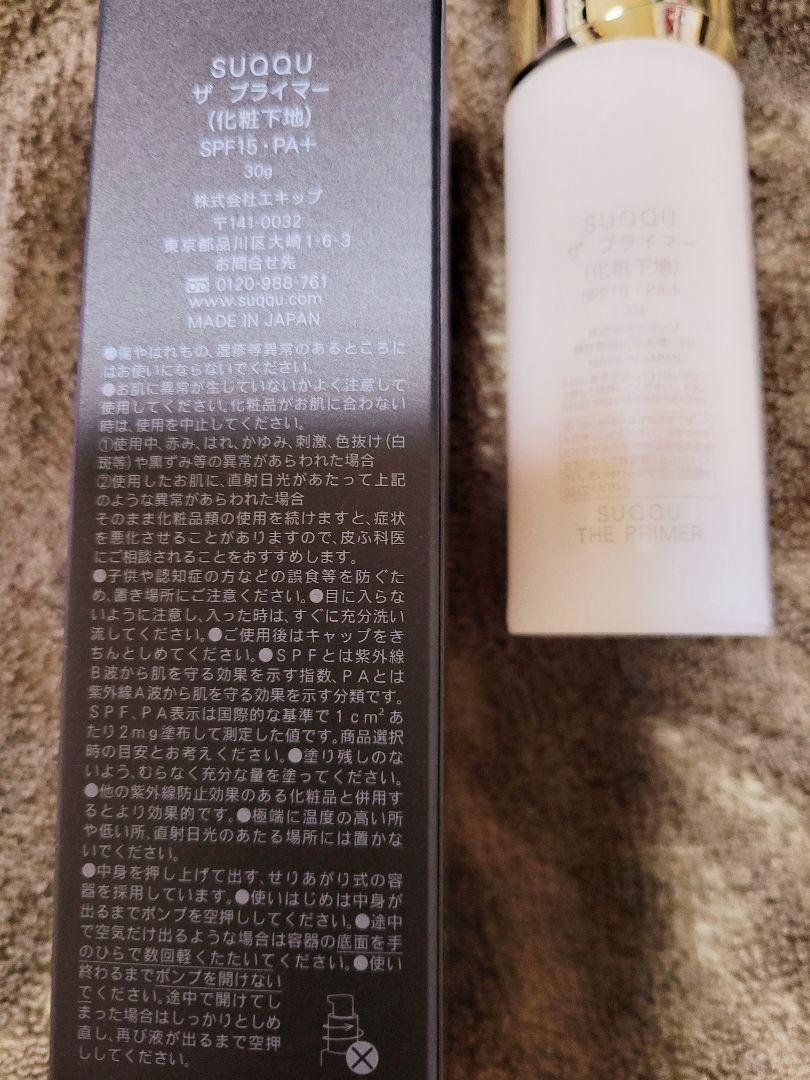 SUQQU
ザ プライマー
(化粧下地)
SPF15・PA+
30g
株式会社エキップ
〒141-0032
東京都品川区大崎1-6-3
お問合せ先
0120-988-761
www.suqqu.com
MADE IN JAPAN
●傷やはれもの、湿疹等異常のあるところに
はお使いにならないでください。
●お肌に異常が生じていないかよく注意して
使用してください。化粧品がお肌に合わない
時は、使用を中止してください。
①使用中、赤み、はれ、かゆみ、刺激、色抜け(白
斑等)や黒ずみ等の異常があらわれた場合
②使用したお肌に、直射日光があたって上記
のような異常があらわれた場合
そのまま化粧品類の使用を続けますと、症状
を悪化させることがありますので、皮ふ科医
にご相談されることをおすすめします。
●子供や認知症の方などの誤食等を防ぐた
め、置き場所にご注意ください。●目に入らな
いように注意し、入った時は、すぐに充分洗い
流してください。●ご使用後はキャップをき
ちんとしめてください。●SPFとは紫外線
B波から肌を守る効果を示す指数、PAとは
紫外線A波から肌を守る効果を示す分類です。
SPF、PA表示は国際的な基準で1cm²あ
たり2mg塗布して測定した値です。商品選択
時の目安とお考えください。●塗り残しのな
いよう、むらなく充分な量を塗ってください。
●他の紫外線防止効果のある化粧品と併用す
るとより効果的です。●極端に温度の高い所
や低い所、直射日光のあたる場所には置かな
いでください。
●中身を押し上げて出す、せりあがり式の容
器を採用しています。●使いはじめは中身が
出るまでポンプを空押ししてください。●途中
で空気だけ出るような場合は容器の底面を手
のひらで数回軽くたたいてください。●使い
終わるまでポンプを開けない
でください。途中で開けてし
まった場合はしっかりとしめ
直し、再び液が出るまで空押
ししてください。
SUQQU
ザ プライマー
(化粧下地)
SPF15・PA+
30g
株式会社エキップ
MADE IN JAPAN
SUQQU
THE PRIMER